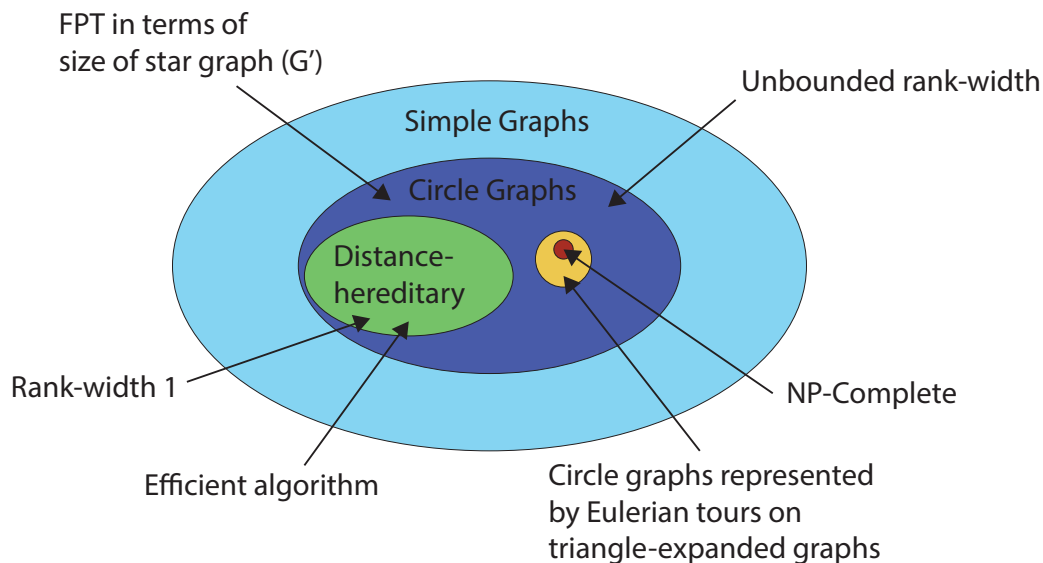 FPT in terms of
size of star graph (G’)
Unbounded rank-width
Simple Graphs
Circle Graphs
Distance-
hereditary
Rank-width 1
NP-Complete
Efficient algorithm
Circle graphs represented
by Eulerian tours on
triangle-expanded graphs